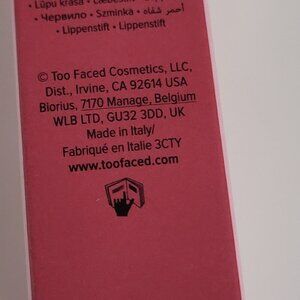 • Lūpu krāsa •
• Червило • Szminka • أحمر شفاه
• Lippenstift • Lippenstift
© Too Faced Cosmetics, LLC,
Dist., Irvine, CA 92614 USA
Biorius, 7170 Manage, Belgium
WLB LTD, GU32 3DD, UK
Made in Italy/
Fabriqué en Italie 3CTY
www.toofaced.com